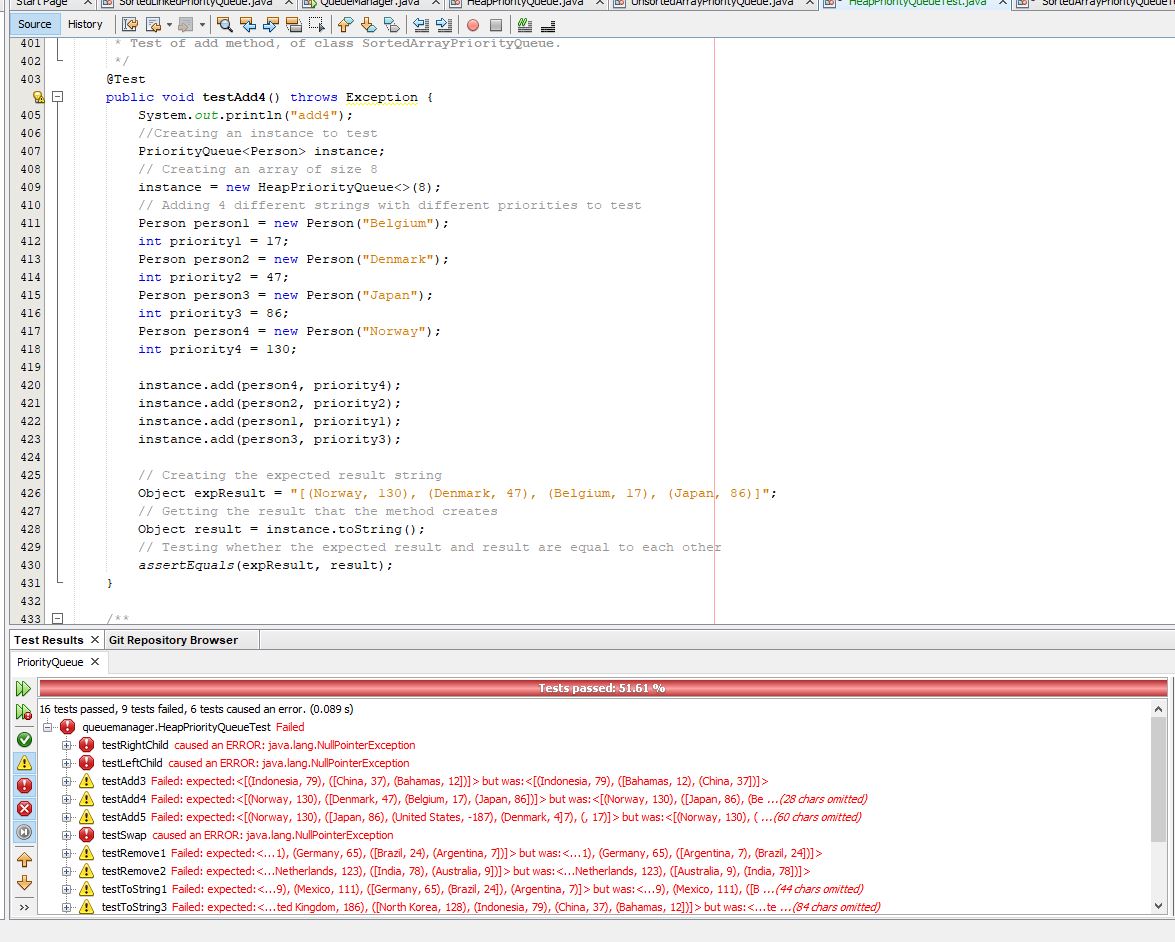 Start Page SortedLinkedPriorityQueue.java QueueManager.java HeapPriorityQueue.java UnsortedArrayPriorityQueue.java HeapPriorityQueueTest.java
Source History
401 * Test of add method, of class SortedArrayPriorityQueue.
402 */
403 @Test
public void testAdd4() throws Exception {
405 System.out.println("add4");
406 //Creating an instance to test
407 PriorityQueue<Person> instance;
408 // Creating an array of size 8
409 instance = new HeapPriorityQueue<>(8);
410 // Adding 4 different strings with different priorities to test
411 Person person1 = new Person("Belgium");
412 int priority1 = 17;
413 Person person2 = new Person("Denmark");
414 int priority2 = 47;
415 Person person3 = new Person("Japan");
416 int priority3 = 86;
417 Person person4 = new Person("Norway");
418 int priority4 = 130;
419
420 instance.add(person4, priority4);
421 instance.add(person2, priority2);
422 instance.add(person1, priority1);
423 instance.add(person3, priority3);
424
425 // Creating the expected result string
426 Object expResult = "[(Norway, 130), (Denmark, 47), (Belgium, 17), (Japan, 86)]";
427 // Getting the result that the method creates
428 Object result = instance.toString();
429 // Testing whether the expected result and result are equal to each other
430 assertEquals(expResult, result);
431 }
432
433 /**
Test Results Git Repository Browser
PriorityQueue
Tests passed: 51.61 %
16 tests passed, 9 tests failed, 6 tests caused an error. (0.089 s)
queuemanager.HeapPriorityQueueTest Failed
testRightChild caused an ERROR: java.lang.NullPointerException
testLeftChild caused an ERROR: java.lang.NullPointerException
testAdd3 Failed: expected:<[(Indonesia, 79), ([China, 37), (Bahamas, 12])]> but was:<[(Indonesia, 79), ([Bahamas, 12), (China, 37])]>
testAdd4 Failed: expected:<[(Norway, 130), ([Denmark, 47), (Belgium, 17), (Japan, 86])]> but was:<[(Norway, 130), ([Japan, 86), (Be ...(28 chars omitted)
testAdd5 Failed: expected:<[(Norway, 130), ([Japan, 86), (United States, -187), (Denmark, 4]7), (, 17)]> but was:<[(Norway, 130), ( ...(60 chars omitted)
testSwap caused an ERROR: java.lang.NullPointerException
testRemove1 Failed: expected:<...1), (Germany, 65), ([Brazil, 24), (Argentina, 7])]> but was:<...1), (Germany, 65), ([Argentina, 7), (Brazil, 24])]>
testRemove2 Failed: expected:<...Netherlands, 123), ([India, 78), (Australia, 9])]> but was:<...Netherlands, 123), ([Australia, 9), (India, 78])]>
testToString1 Failed: expected:<...9), (Mexico, 111), ([Germany, 65), (Brazil, 24]), (Argentina, 7)]> but was:<...9), (Mexico, 111), ([B ...(44 chars omitted)
testToString3 Failed: expected:<...ted Kingdom, 186), ([North Korea, 128), (Indonesia, 79), (China, 37), (Bahamas, 12])]> but was:<...te ...(84 chars omitted)